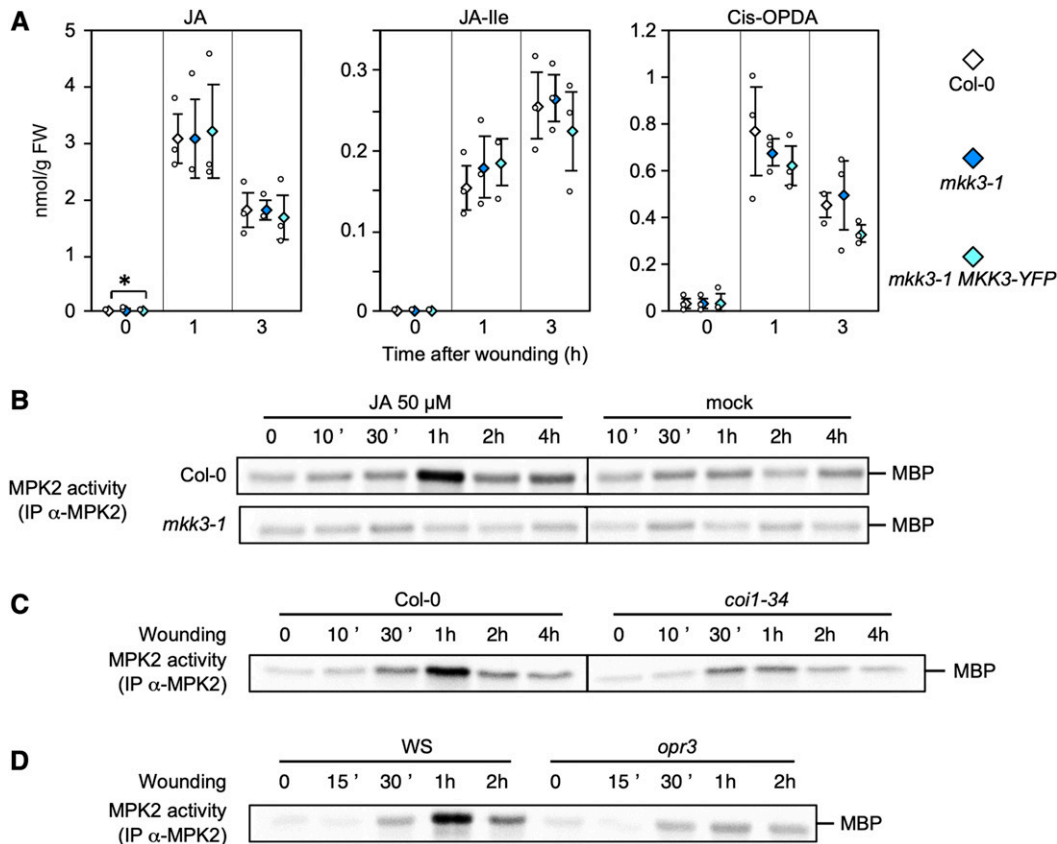 A
JA
JA-Ile
Cis-OPDA
nmol/g FW
5
4
3
2
1
0
*
0 1 3
0.3
0.2
0.1
0
0 1 3
1.2
1
0.8
0.6
0.4
0.2
0
0 1 3
Time after wounding (h)
Col-0
mkk3-1
mkk3-1 MKK3-YFP
B
JA 50 µM mock
0 10 ’ 30 ’ 1h 2h 4h 10 ’ 30 ’ 1h 2h 4h
MPK2 activity
(IP α-MPK2)
Col-0 MBP
mkk3-1 MBP
C
Col-0 coi1-34
Wounding 0 10 ’ 30 ’ 1h 2h 4h 0 10 ’ 30 ’ 1h 2h 4h
MPK2 activity
(IP α-MPK2)
MBP
D
WS opr3
Wounding 0 15 ’ 30 ’ 1h 2h 0 15 ’ 30 ’ 1h 2h
MPK2 activity
(IP α-MPK2)
MBP